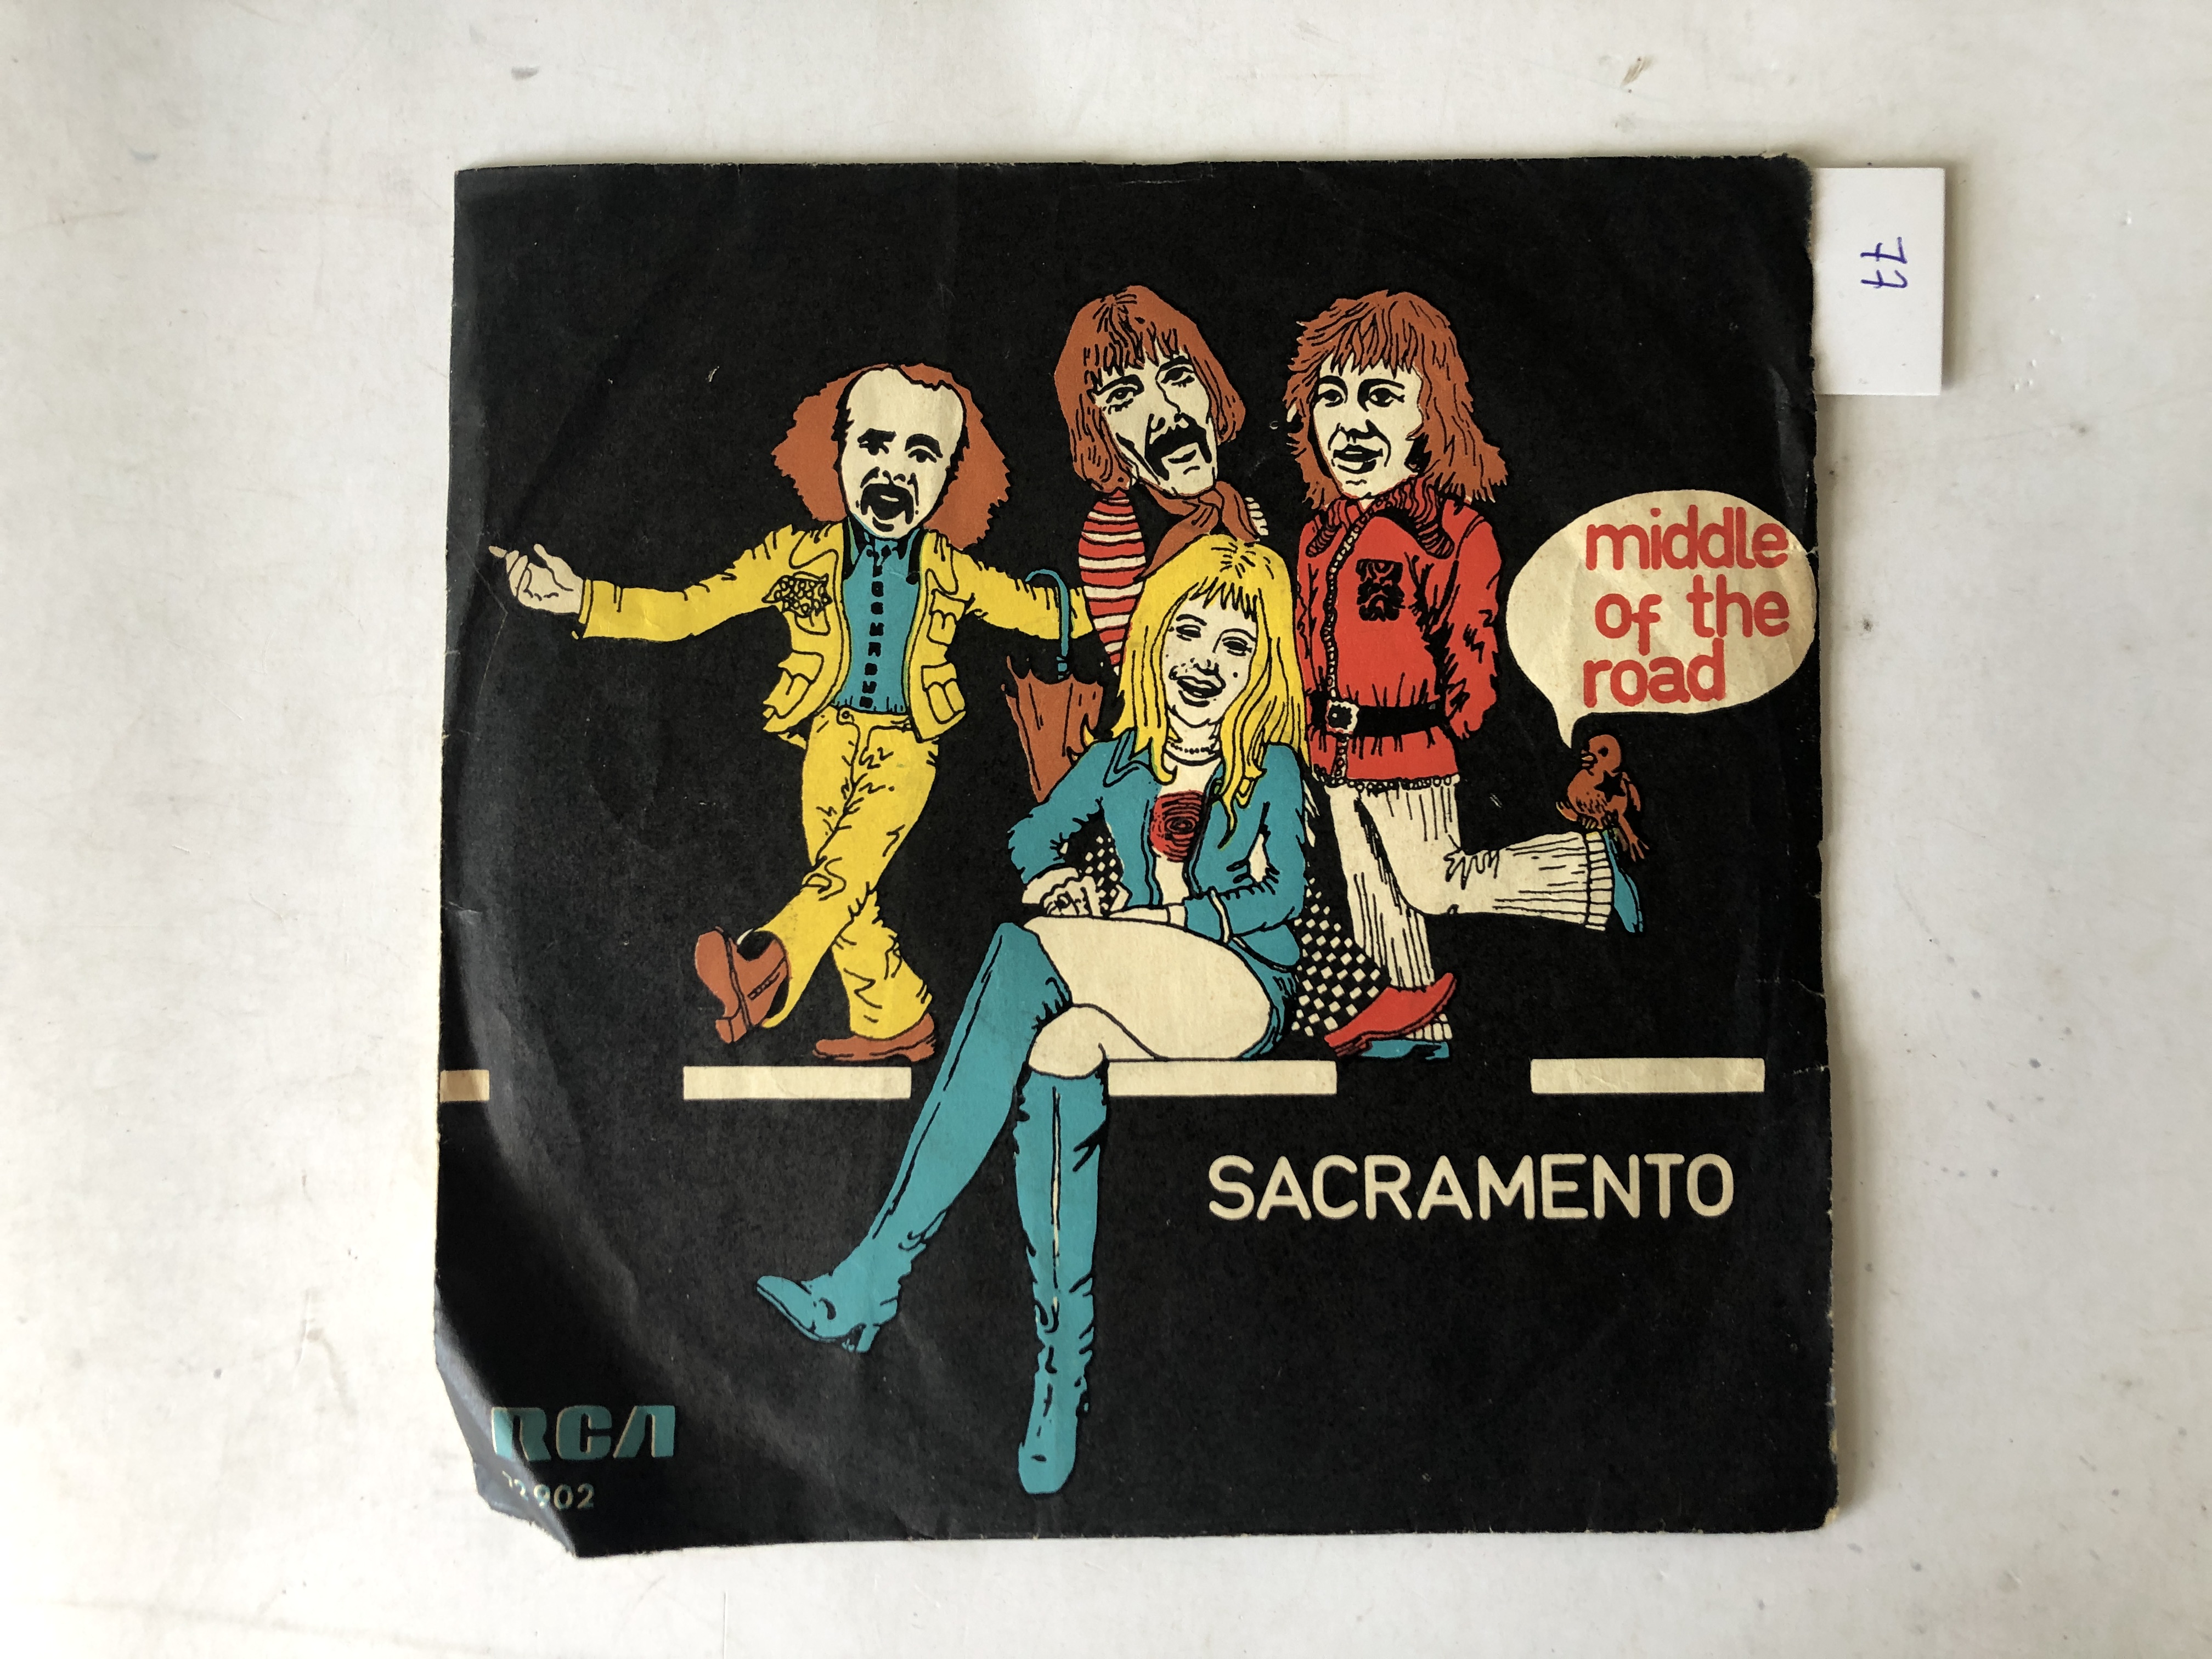 middle
of the
road
SACRAMENTO
RCA
77